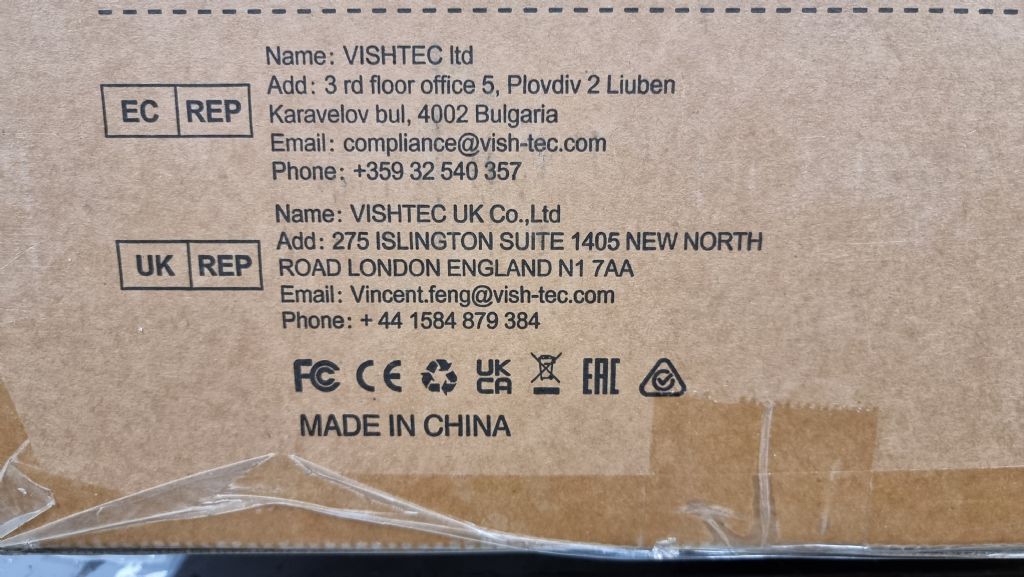 Name: VISHTEC ltd
Add: 3 rd floor office 5, Plovdiv 2 Liuben
EC REP
Karavelov bul, 4002 Bulgaria
Email: compliance@vish-tec.com
Phone: +359 32 540 357
Name: VISHTEC UK Co.,Ltd
Add: 275 ISLINGTON SUITE 1405 NEW NORTH
UK REP
ROAD LONDON ENGLAND N1 7AA
Email: Vincent.feng@vish-tec.com
Phone: + 44 1584 879 384
FC CE UK CA EAC
MADE IN CHINA